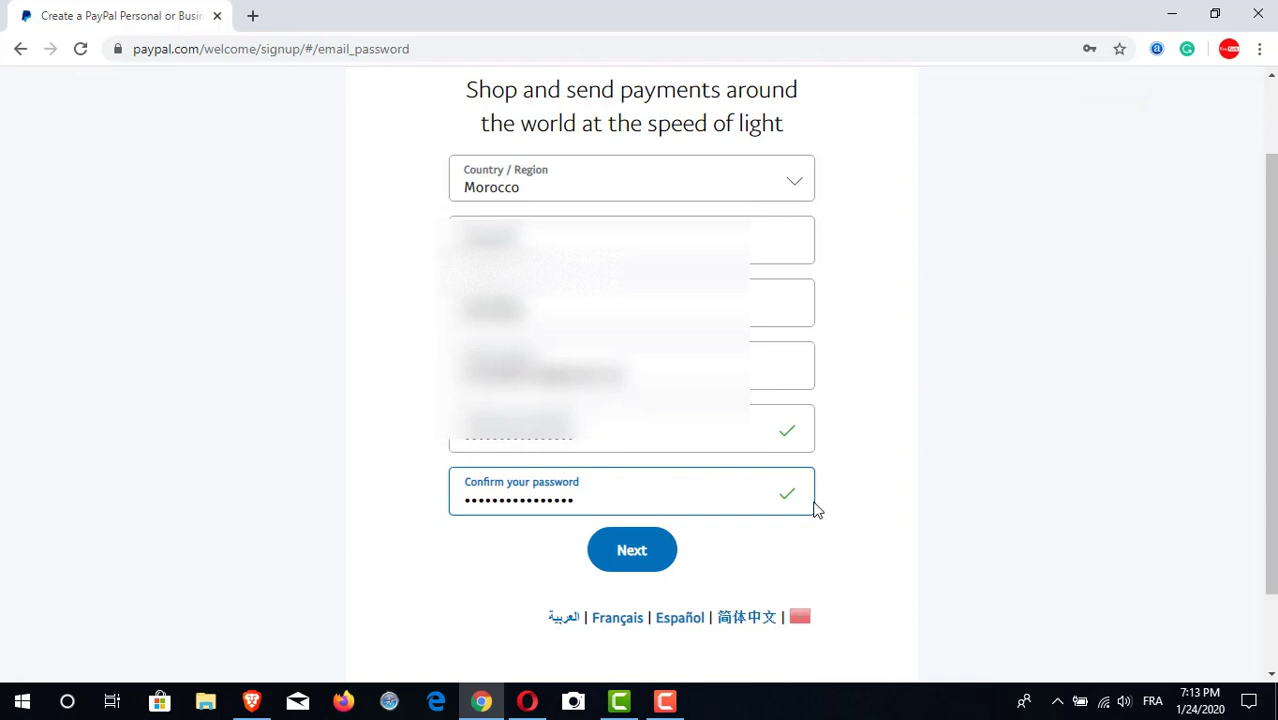 Create a PayPal Personal or Busin
paypal.com/welcome/signup/#/email_password
Shop and send payments around
the world at the speed of light
Country / Region
Morocco
••••••••••••••••
Confirm your password
••••••••••••••••
Next
العربية | Français | Español | 简体中文 |
FRA
7:13 PM
1/24/2020